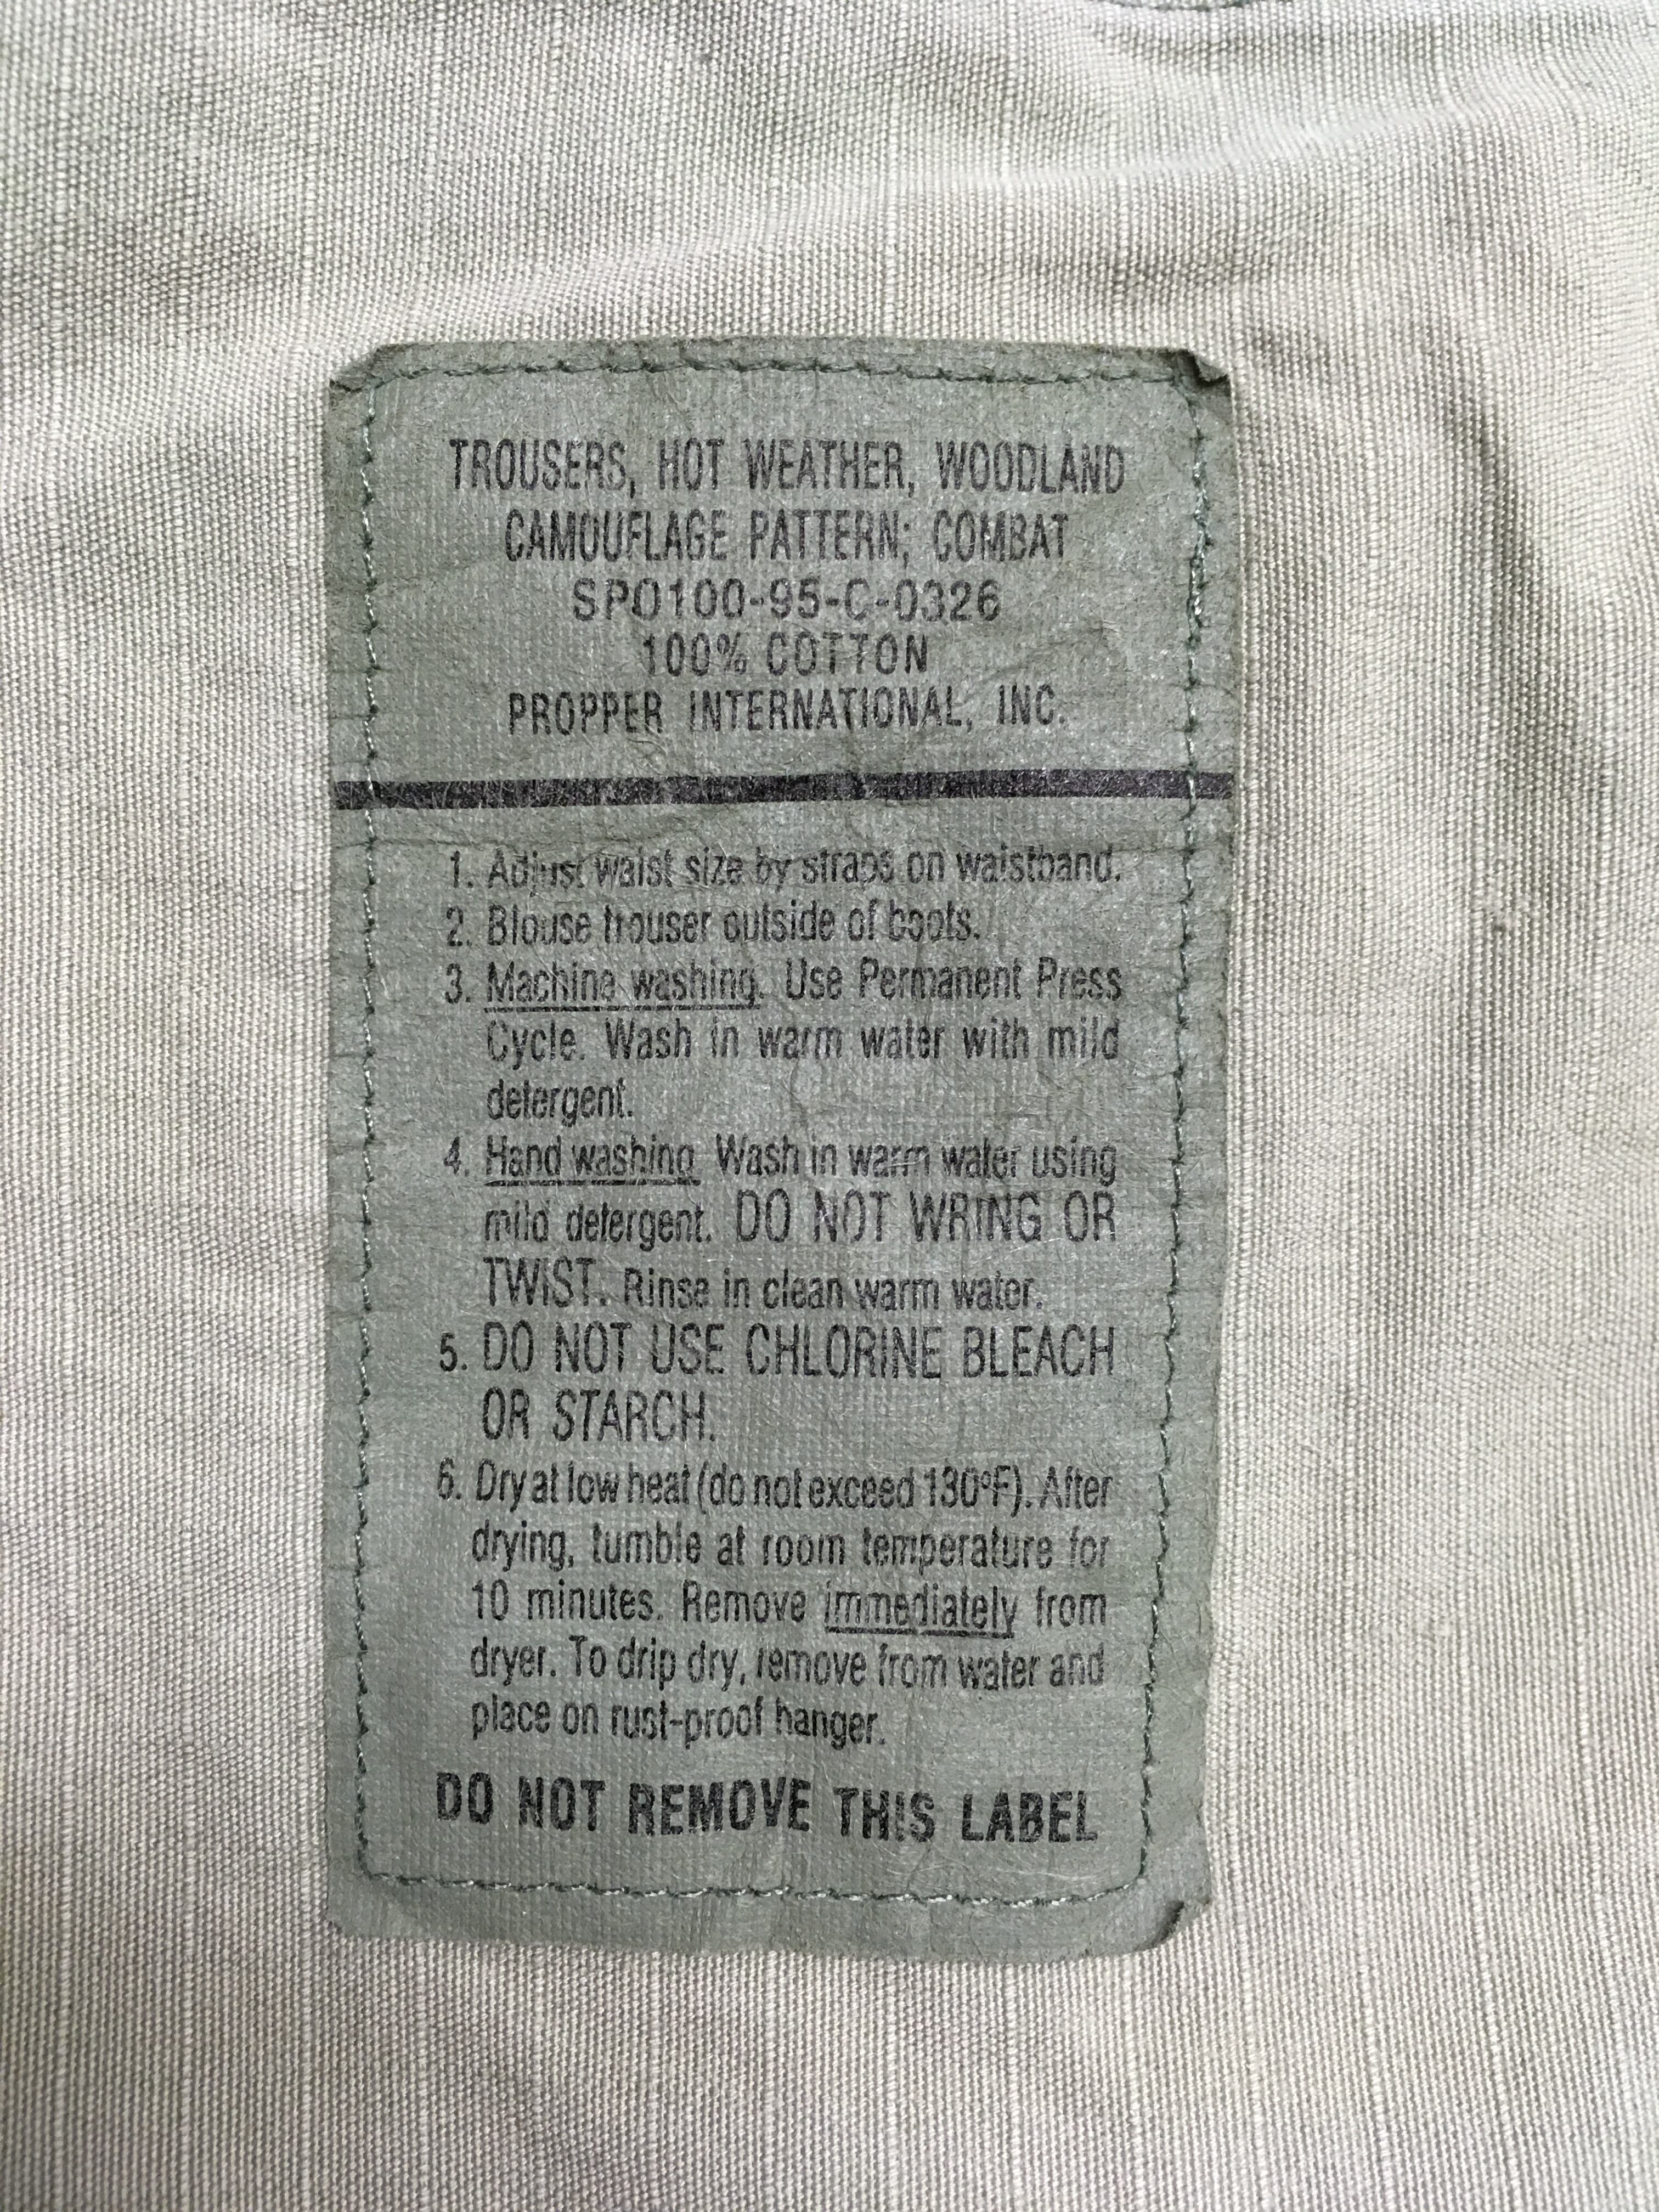 TROUSERS, HOT WEATHER, WOODLAND
CAMOUFLAGE PATTERN; COMBAT
SPO100-95-C-0326
100% COTTON
PROPPER INTERNATIONAL, INC.
1. Adjust waist size by straps on waistband.
2. Blouse trouser outside of boots.
3. Machine washing. Use Permanent Press
Cycle. Wash in warm water with mild
detergent.
4. Hand washing. Wash in warm water using
mild detergent. DO NOT WRING OR
TWIST. Rinse in clean warm water.
5. DO NOT USE CHLORINE BLEACH
OR STARCH.
6. Dry at low heat (do not exceed 130°F). After
drying, tumble at room temperature for
10 minutes. Remove immediately from
dryer. To drip dry, remove from water and
place on rust-proof hanger.
DO NOT REMOVE THIS LABEL